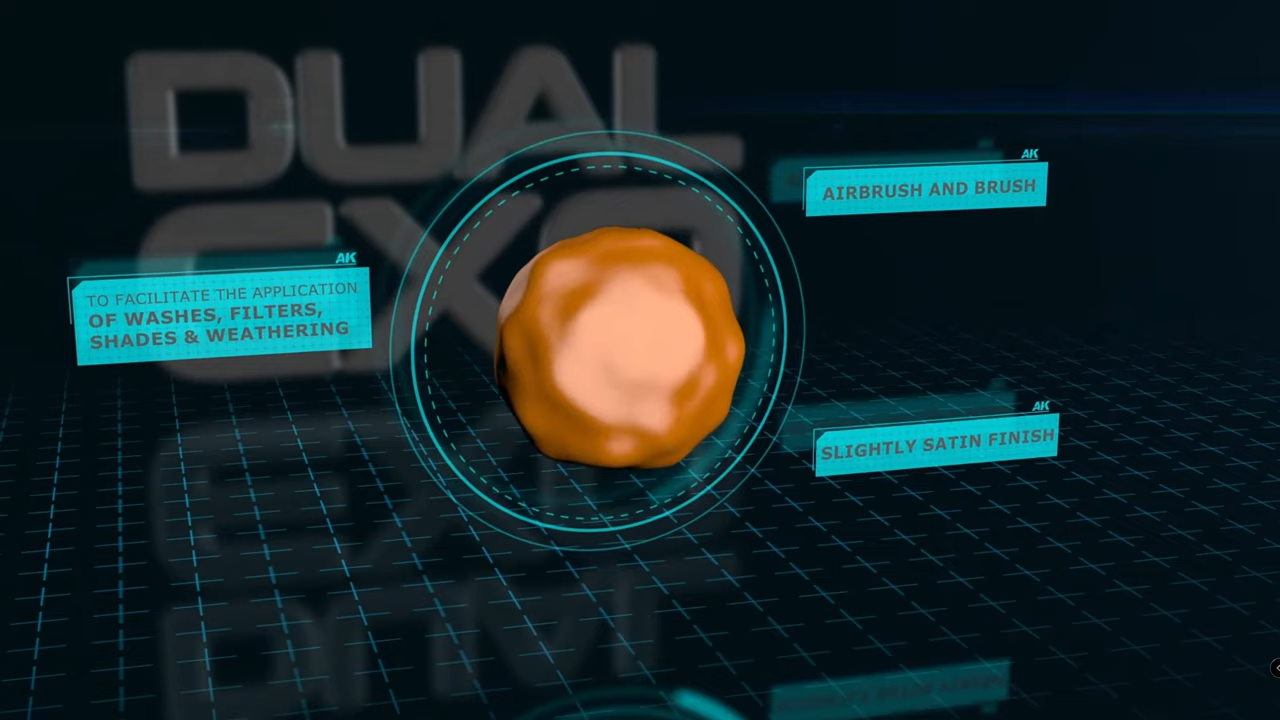 DUAL
EXO
AK
AIRBRUSH AND BRUSH
AK
TO FACILITATE THE APPLICATION
OF WASHES, FILTERS,
SHADES & WEATHERING
AK
SLIGHTLY SATIN FINISH